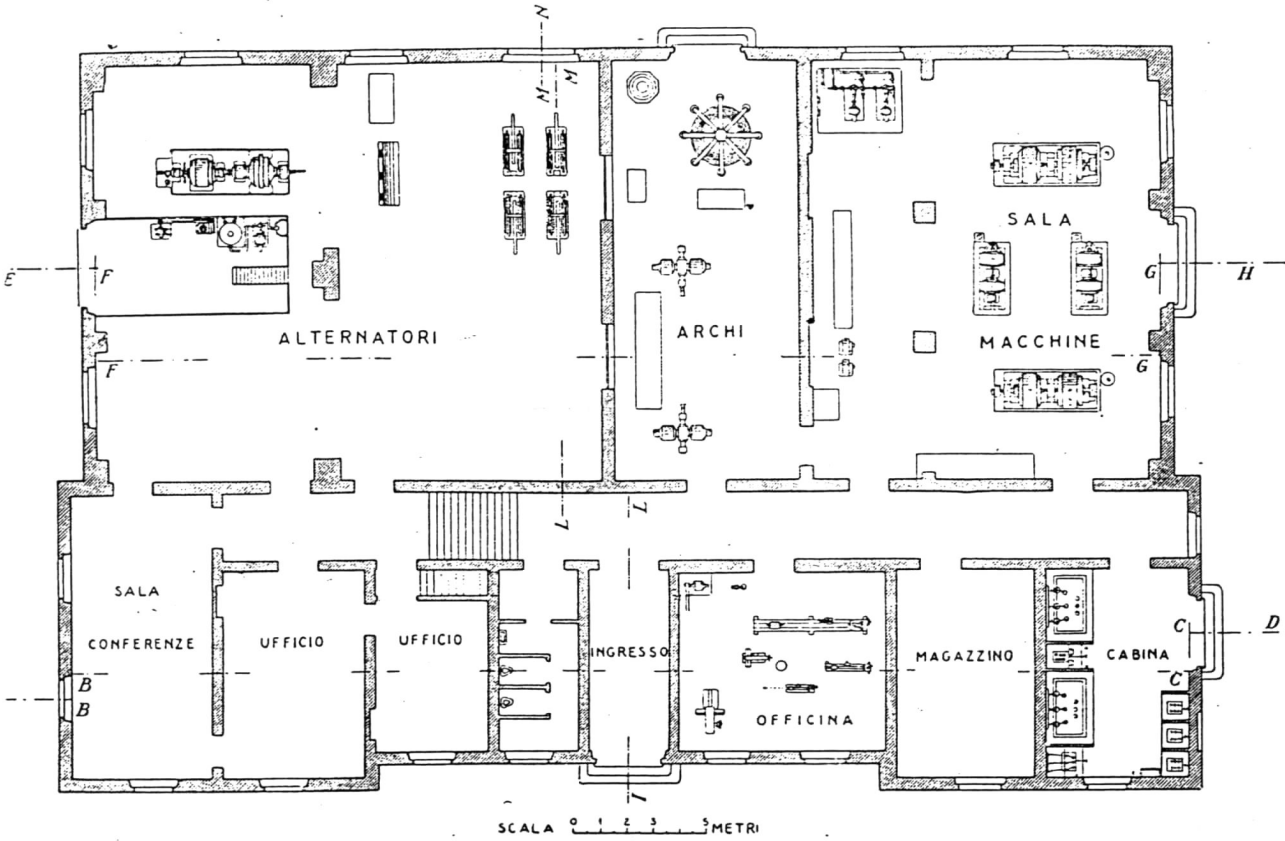 N
M
M
SALA
E
F
G
H
ALTERNATORI
ARCHI
MACCHINE
F
G
L
L
SALA
CONFERENZE
UFFICIO
UFFICIO
INGRESSO
MAGAZZINO
CABINA
C
D
B
B
C
OFFICINA
I
SCALA 0 1 2 3 5 METRI